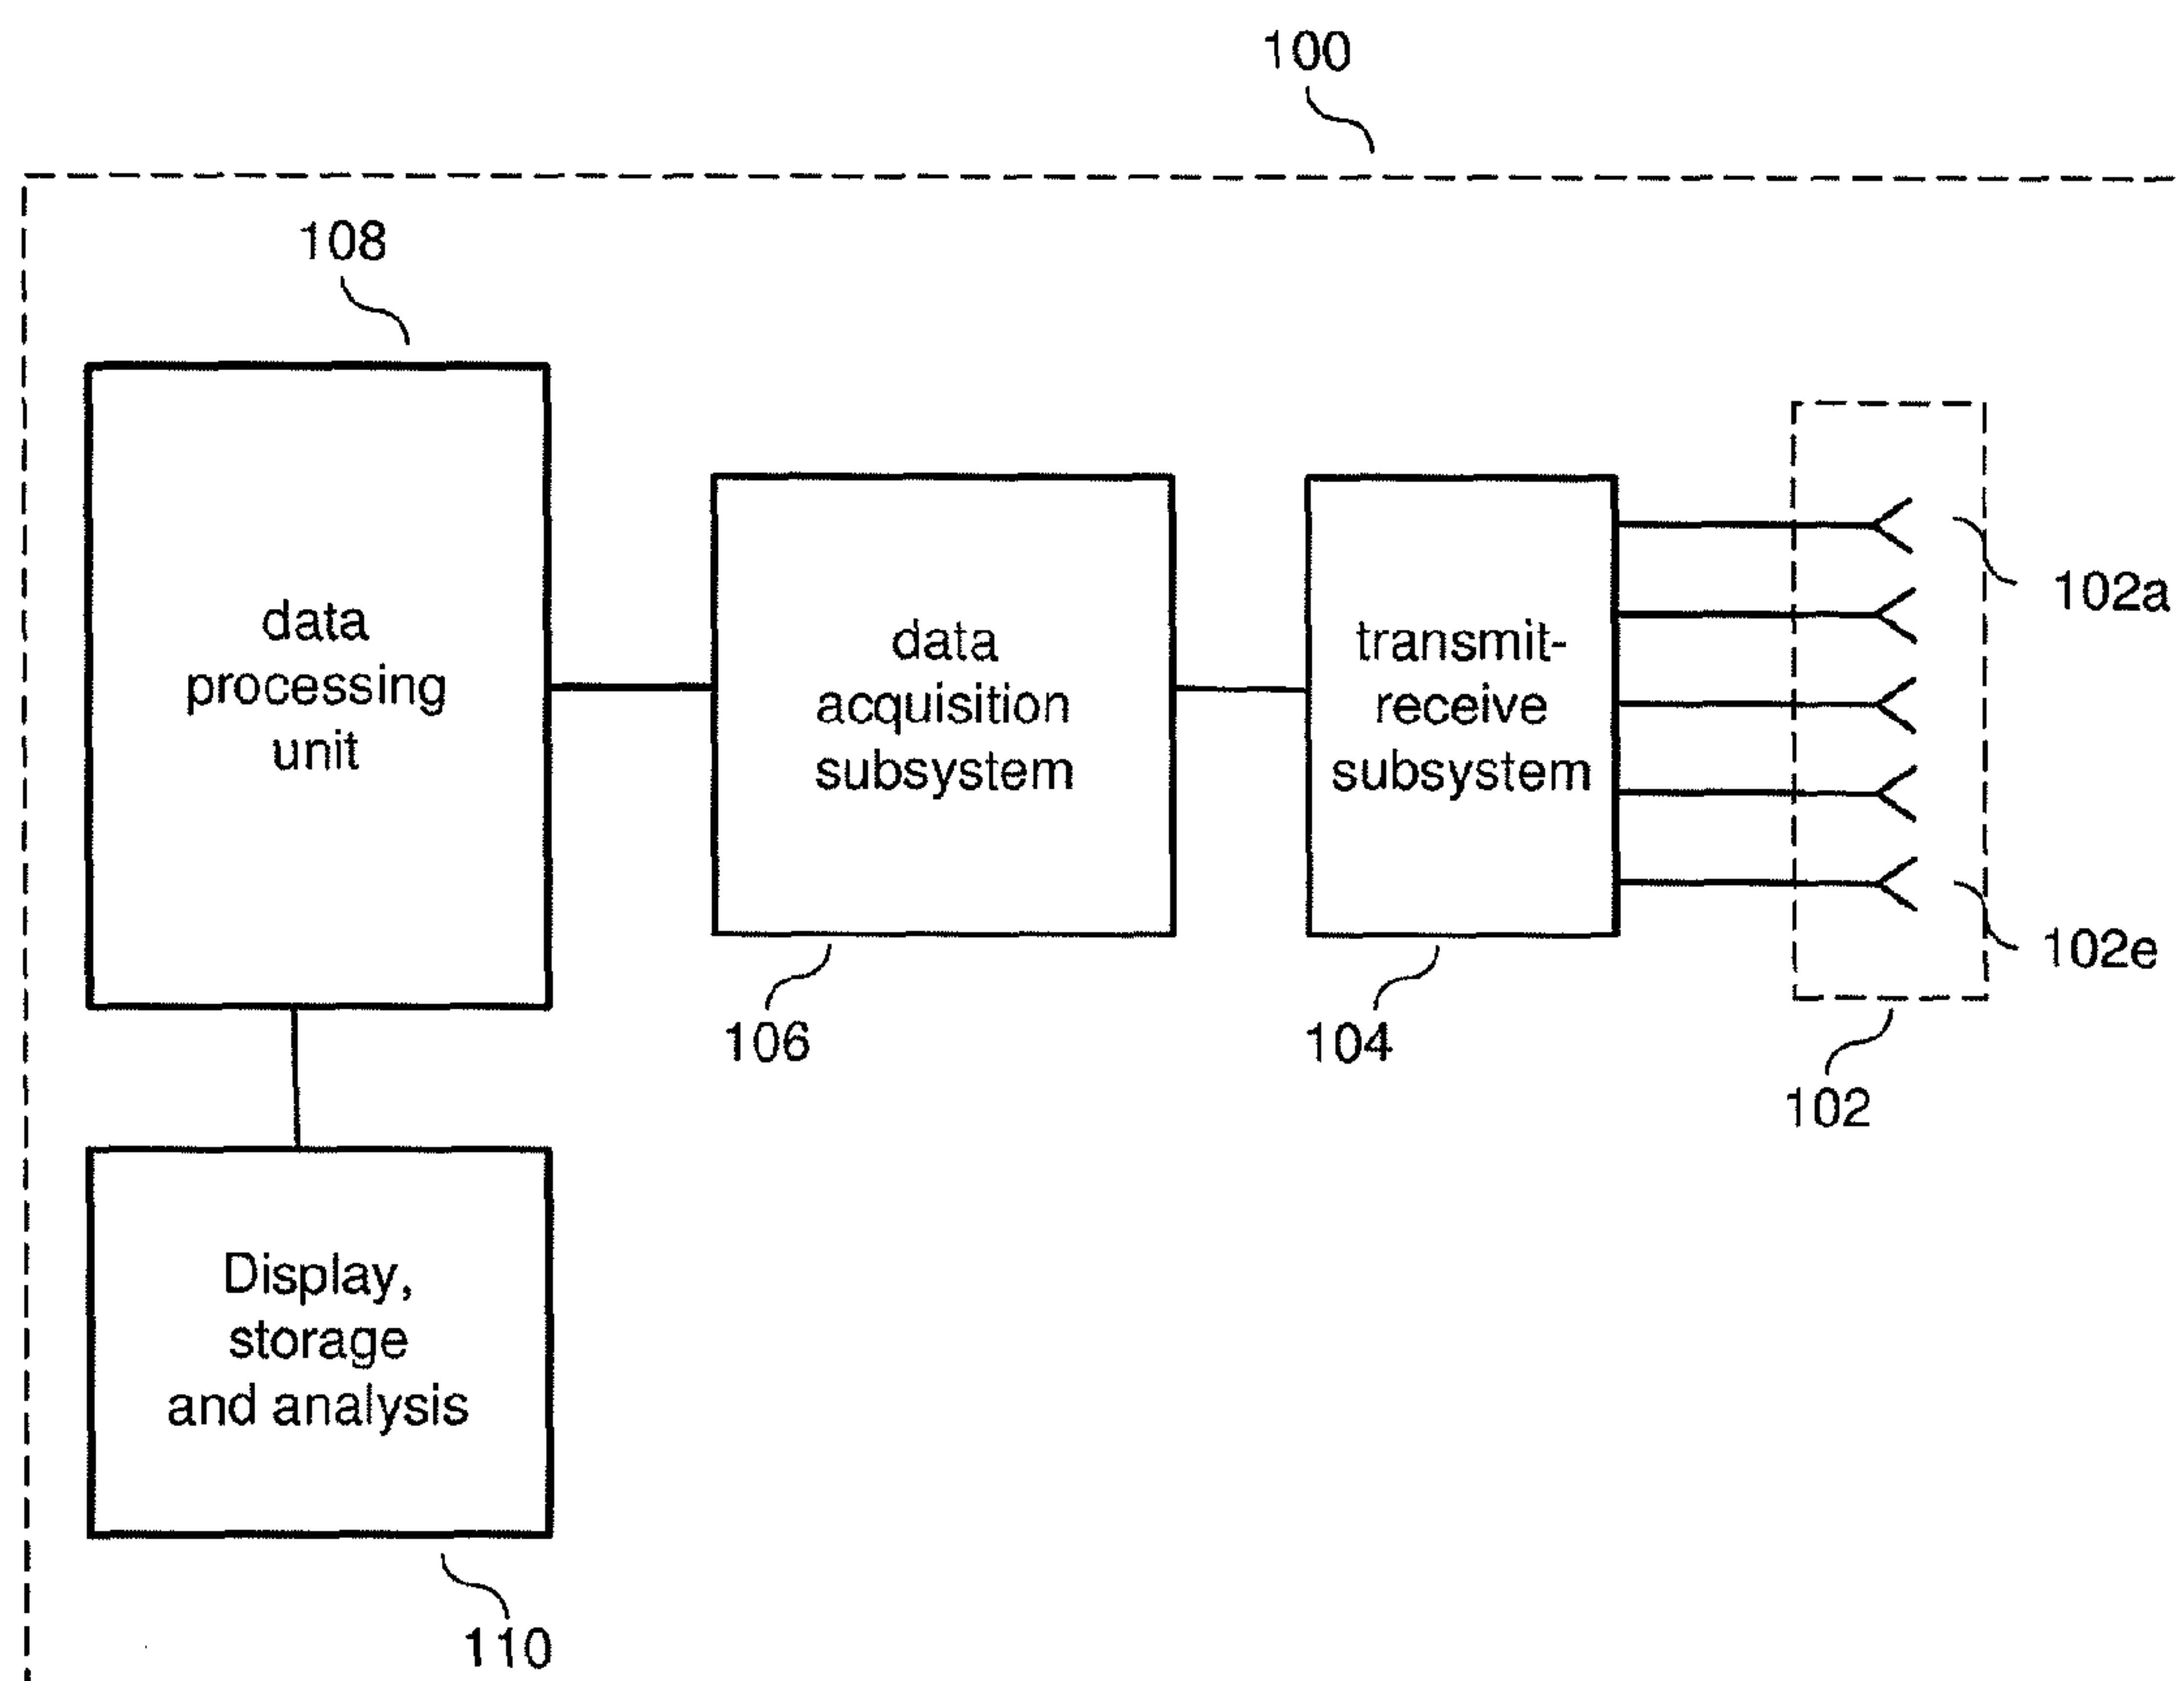 100
108
data
processing
unit
data
acquisition
subsystem
transmit-
receive
subsystem
102a
102e
106
104
102
Display,
storage
and analysis
110